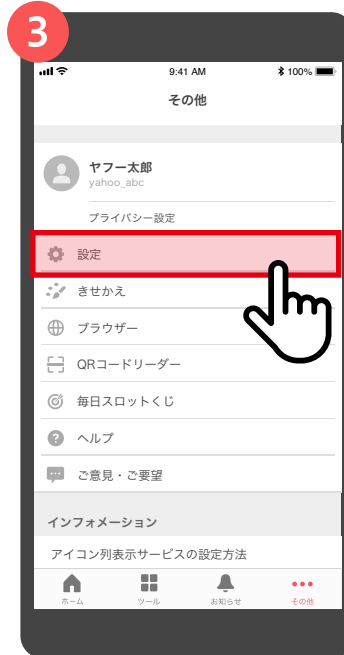 3
9:41 AM
100%
その他
ヤフー太郎
yahoo_abc
プライバシー設定
設定
きせかえ
ブラウザー
QRコードリーダー
毎日スロットくじ
ヘルプ
ご意見・ご要望
インフォメーション
アイコン列表示サービスの設定方法
ホーム ツール お知らせ その他